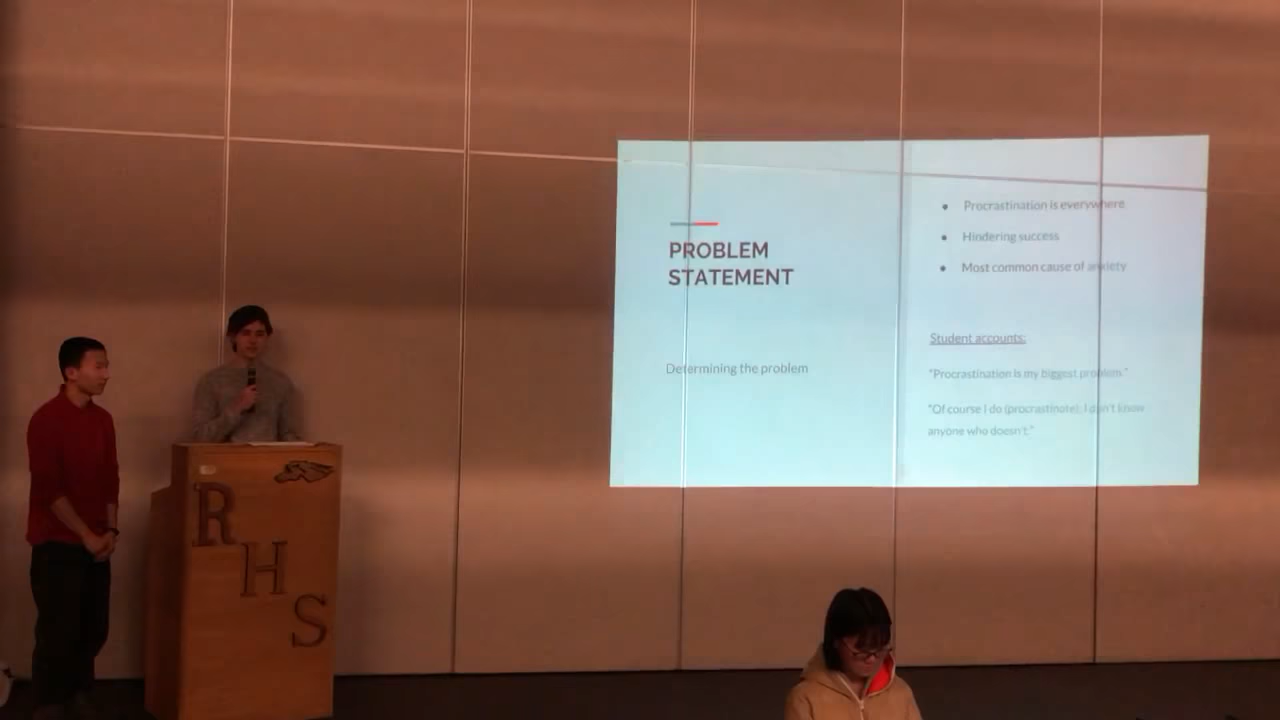 PROBLEM
STATEMENT
Determining the problem
Procrastination is everywhere
Hindering success
Most common cause of anxiety
Student accounts:
"Procrastination is my biggest problem."
"Of course I do (procrastinate); I don't know
anyone who doesn't."
R
H
S